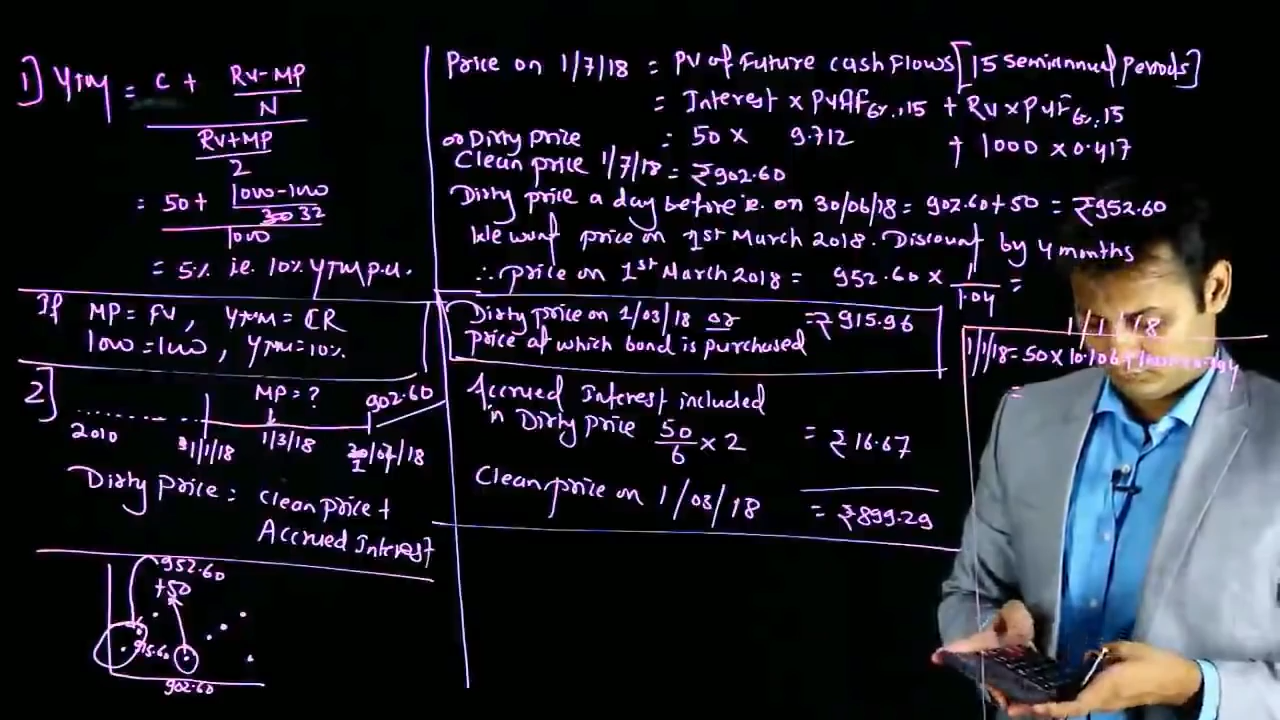 1] YTM = C + RV-MP
N
RV+MP
2
= 50 + 1000-1000
32
1000
= 5% i.e. 10% YTM p.a.
If MP = FV, YTM = CR
1000 = 1000, YTM = 10%
2] MP = ? 902.60
2010 1/1/18 1/3/18 1/07/18
Dirty price = clean price +
Accrued Interest
952.60
+50
915.60
902.60
Price on 1/7/18 = PV of Future cash Flows [15 Semiannual Periods]
= Interest x PVAF6%,15 + RV x PVF6%,15
or Dirty price = 50 x 9.712 + 1000 x 0.417
Clean price 1/7/18 = ₹902.60
Dirty price a day before i.e. on 30/06/18 = 902.60+50 = ₹952.60
We want price on 1st March 2018. Discount by 4 months
∴ price on 1st March 2018 = 952.60 x 1 =
1.04
Dirty price on 1/03/18 or = ₹915.96
price at which bond is purchased
Accrued Interest included
in Dirty price 50 x 2 = ₹16.67
6
Clean price on 1/03/18 = ₹899.29
1/1/18
1/1/18 = 50 x 10.106 +
=